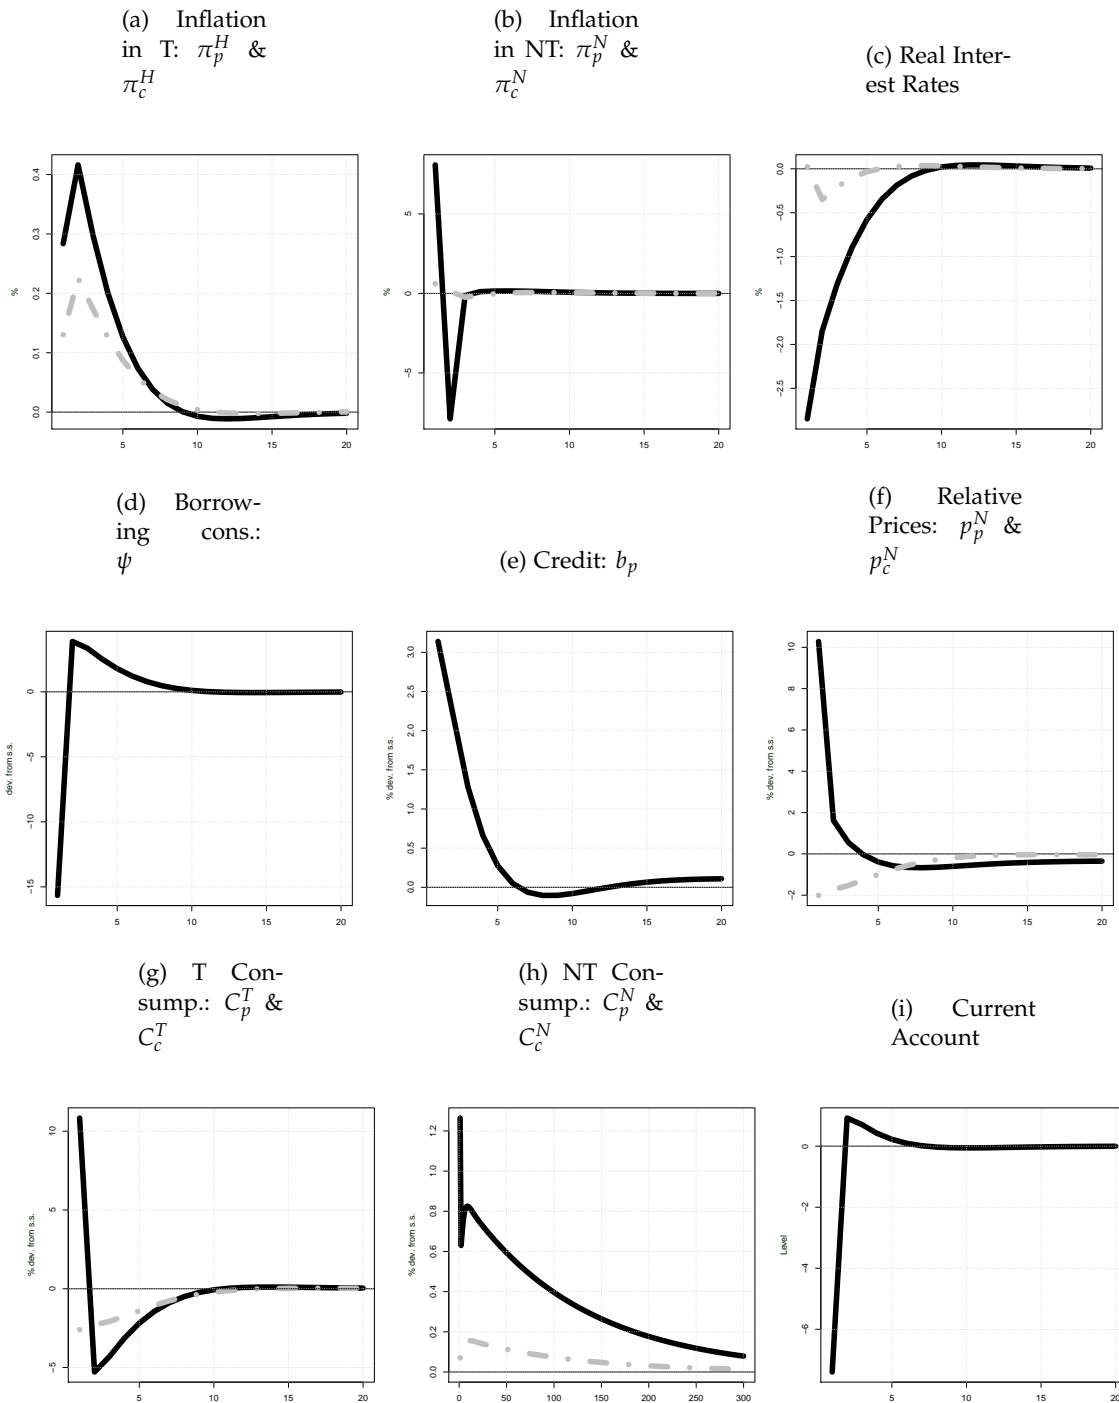 (a) Inflation
in T: π_p^H &
π_c^H
(b) Inflation
in NT: π_p^N &
π_c^N
(c) Real Inter-
est Rates
%
0.4
0.3
0.2
0.1
0.0
5 10 15 20
%
5
0
−5
5 10 15 20
%
0.0
−0.5
−1.0
−1.5
−2.0
−2.5
5 10 15 20
(d) Borrow-
ing cons.:
ψ
(e) Credit: b_p
(f) Relative
Prices: p_p^N &
p_c^N
dev. from s.s.
0
−5
−10
−15
5 10 15 20
% dev. from s.s.
3.0
2.5
2.0
1.5
1.0
0.5
0.0
5 10 15 20
% dev. from s.s.
10
8
6
4
2
0
−2
5 10 15 20
(g) T Con-
sump.: C_p^T &
C_c^T
(h) NT Con-
sump.: C_p^N &
C_c^N
(i) Current
Account
% dev. from s.s.
10
5
0
−5
5 10 15 20
% dev. from s.s.
1.2
1.0
0.8
0.6
0.4
0.2
0.0
0 50 100 150 200 250 300
Level
0
−2
−4
−6
5 10 15 20